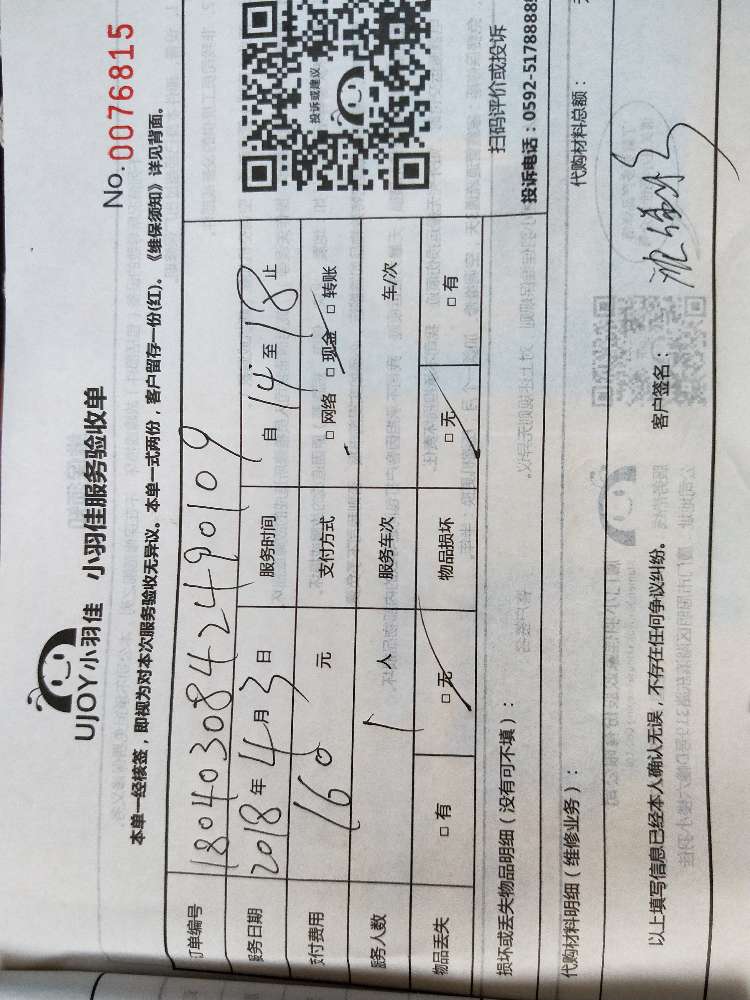 UJOY小羽佳 小羽佳服务验收单
No. 0076815
本单一经核签，即视为对本次服务验收无异议。本单一式两份，客户留存一份(红)。《维保须知》详见背面。
订单编号 180403084249 0109
服务日期 2018 年 4 月 3 日 服务时间 自 14 至 18 止
支付费用 160 元 支付方式 □ 网络 □ 现金 □ 转账
服务人数 1 人 服务车次 车/次
物品丢失 □ 有 □ 无 物品损坏 □ 无 □ 有
投诉或建议
扫码评价或投诉
投诉电话：0592-5178888
损坏或丢失物品明细（没有可不填）：
代购材料明细（维修业务）：
代购材料总额：
以上填写信息已经本人确认无误，不存在任何争议纠纷。
客户签名：